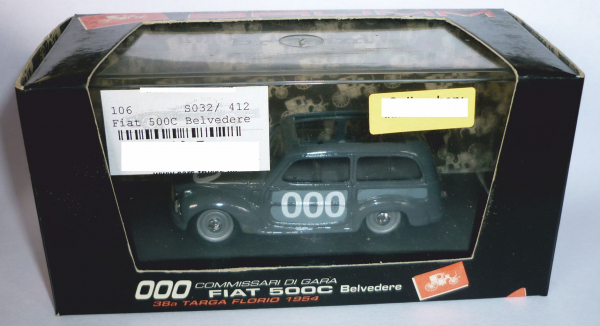 106 S032/ 412
Fiat 500C Belvedere
000
000 COMMISSARI DI GARA
FIAT 500C Belvedere
38a TARGA FLORIO 1954